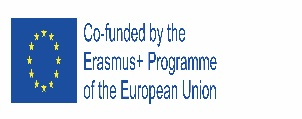 Co-funded by the
Erasmus+ Programme
of the European Union